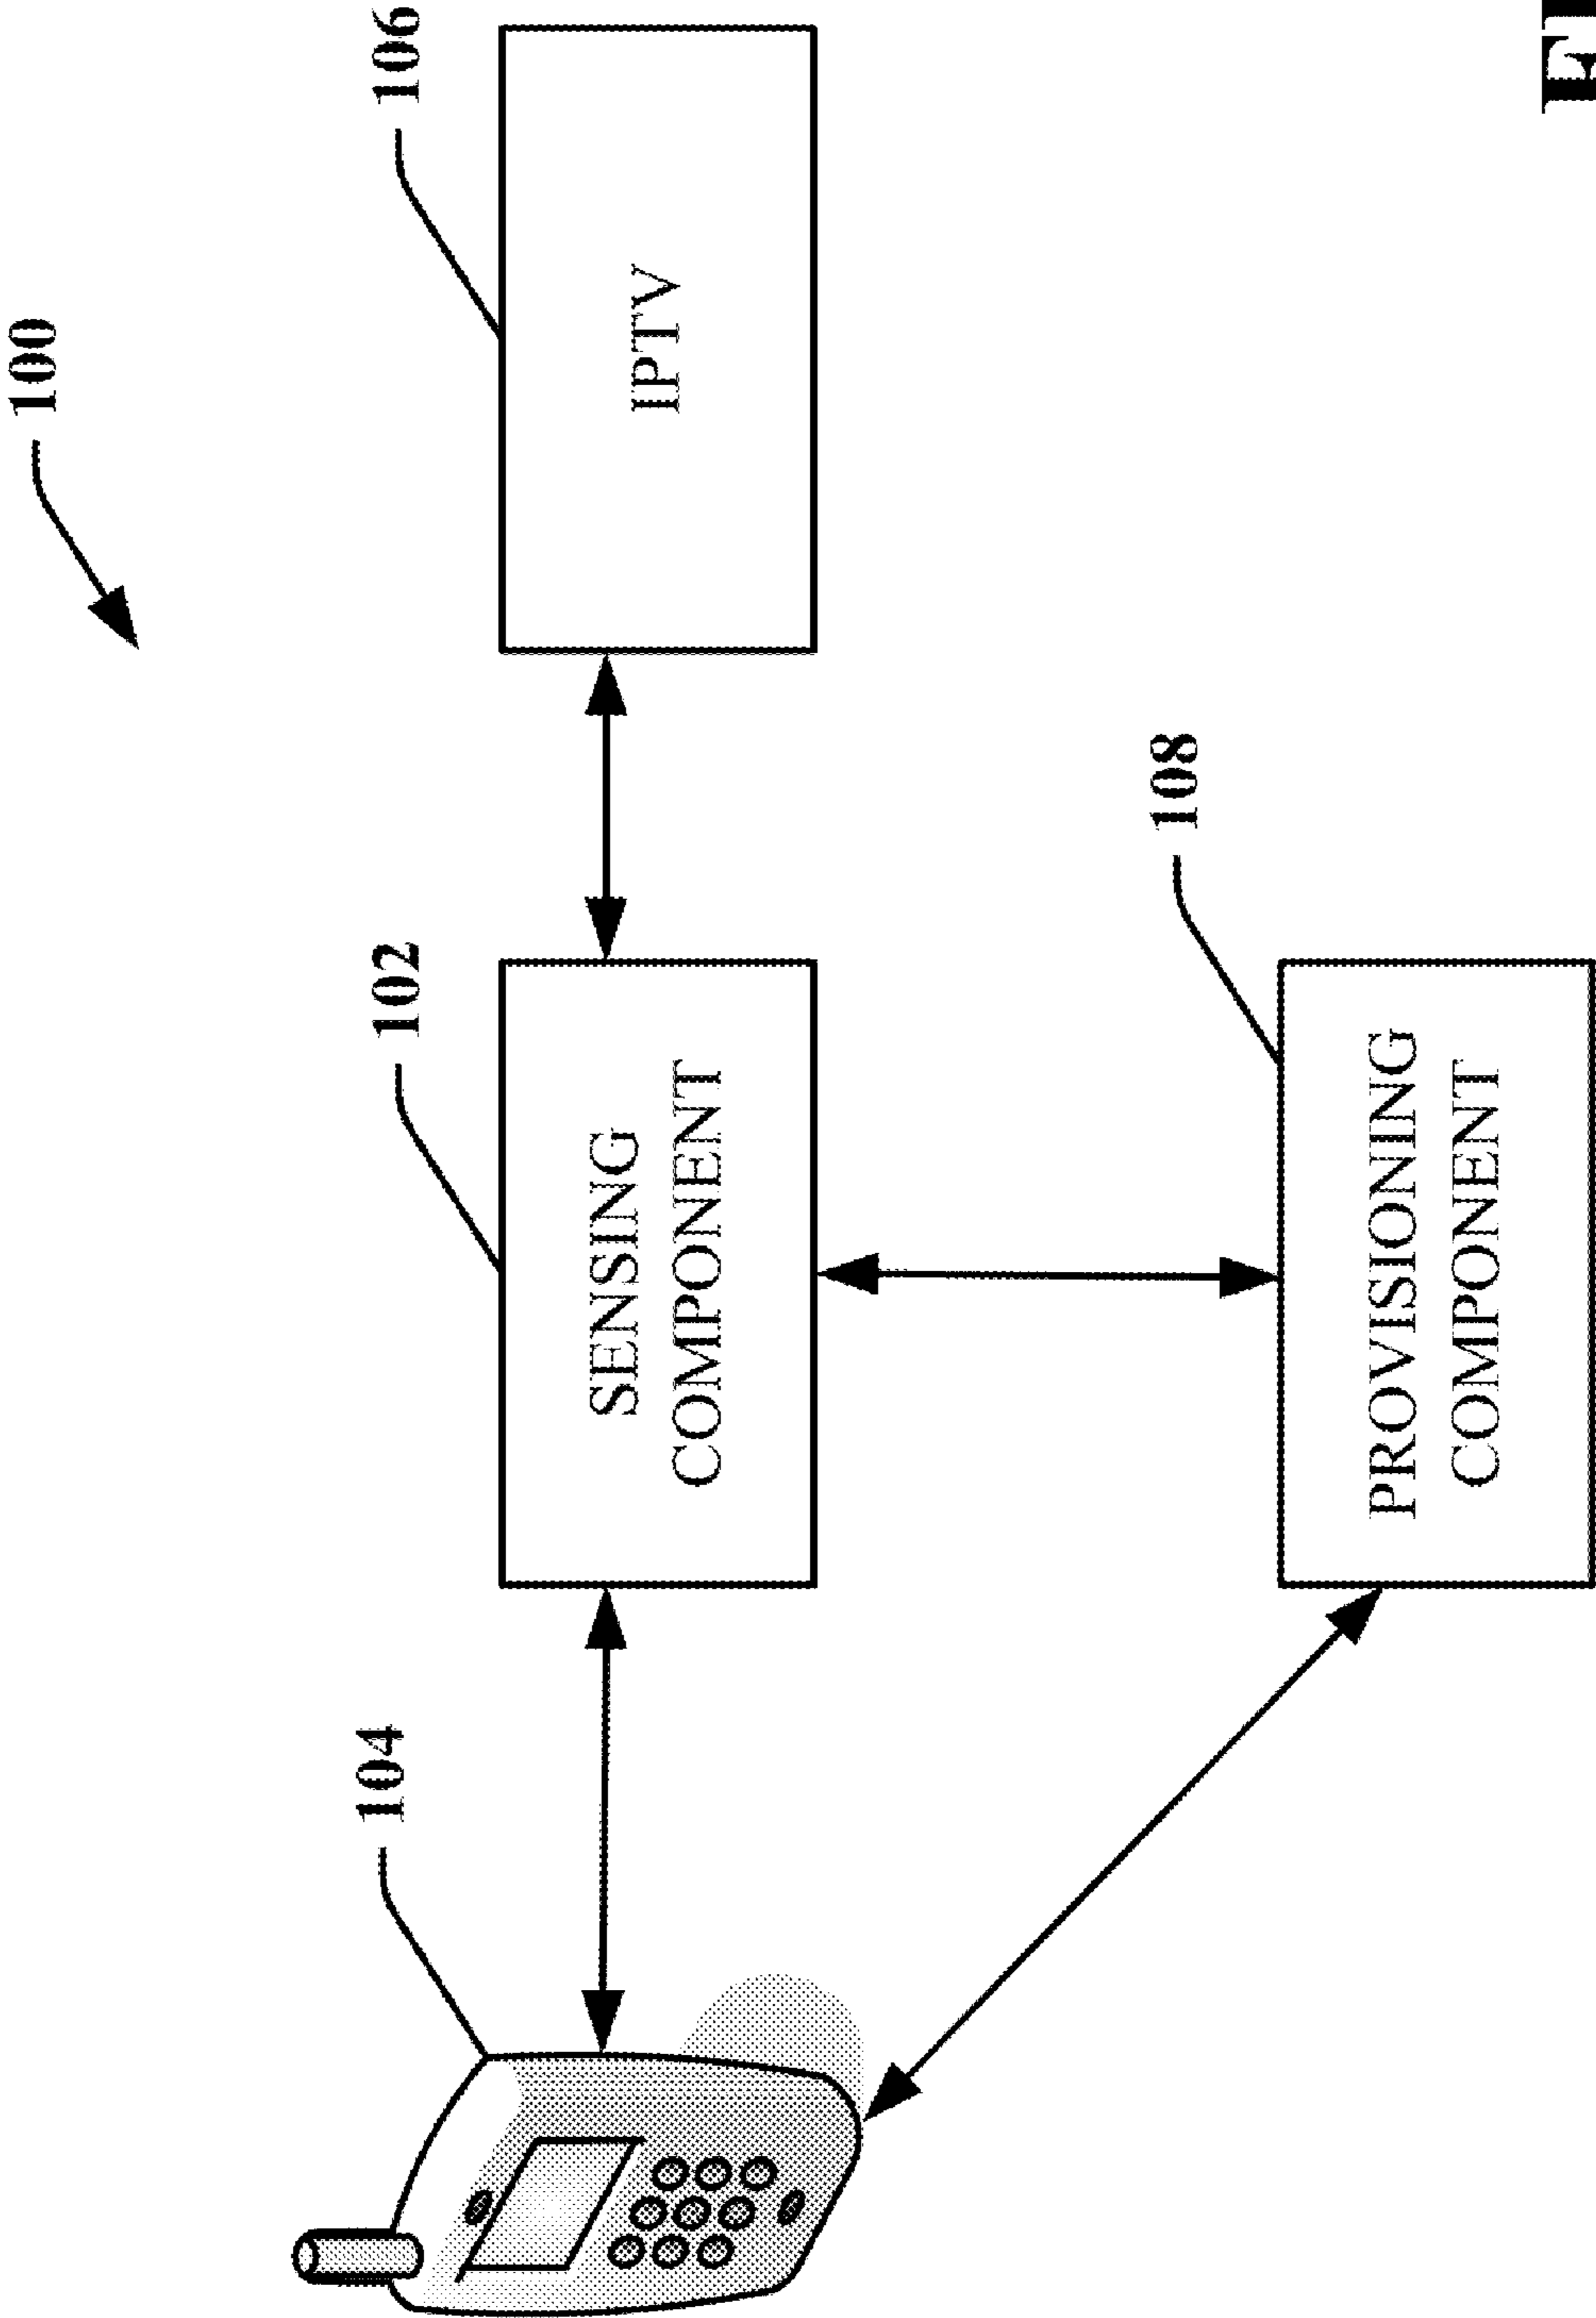 100
104
102
106
SENSING
COMPONENT
IPTV
108
PROVISIONING
COMPONENT